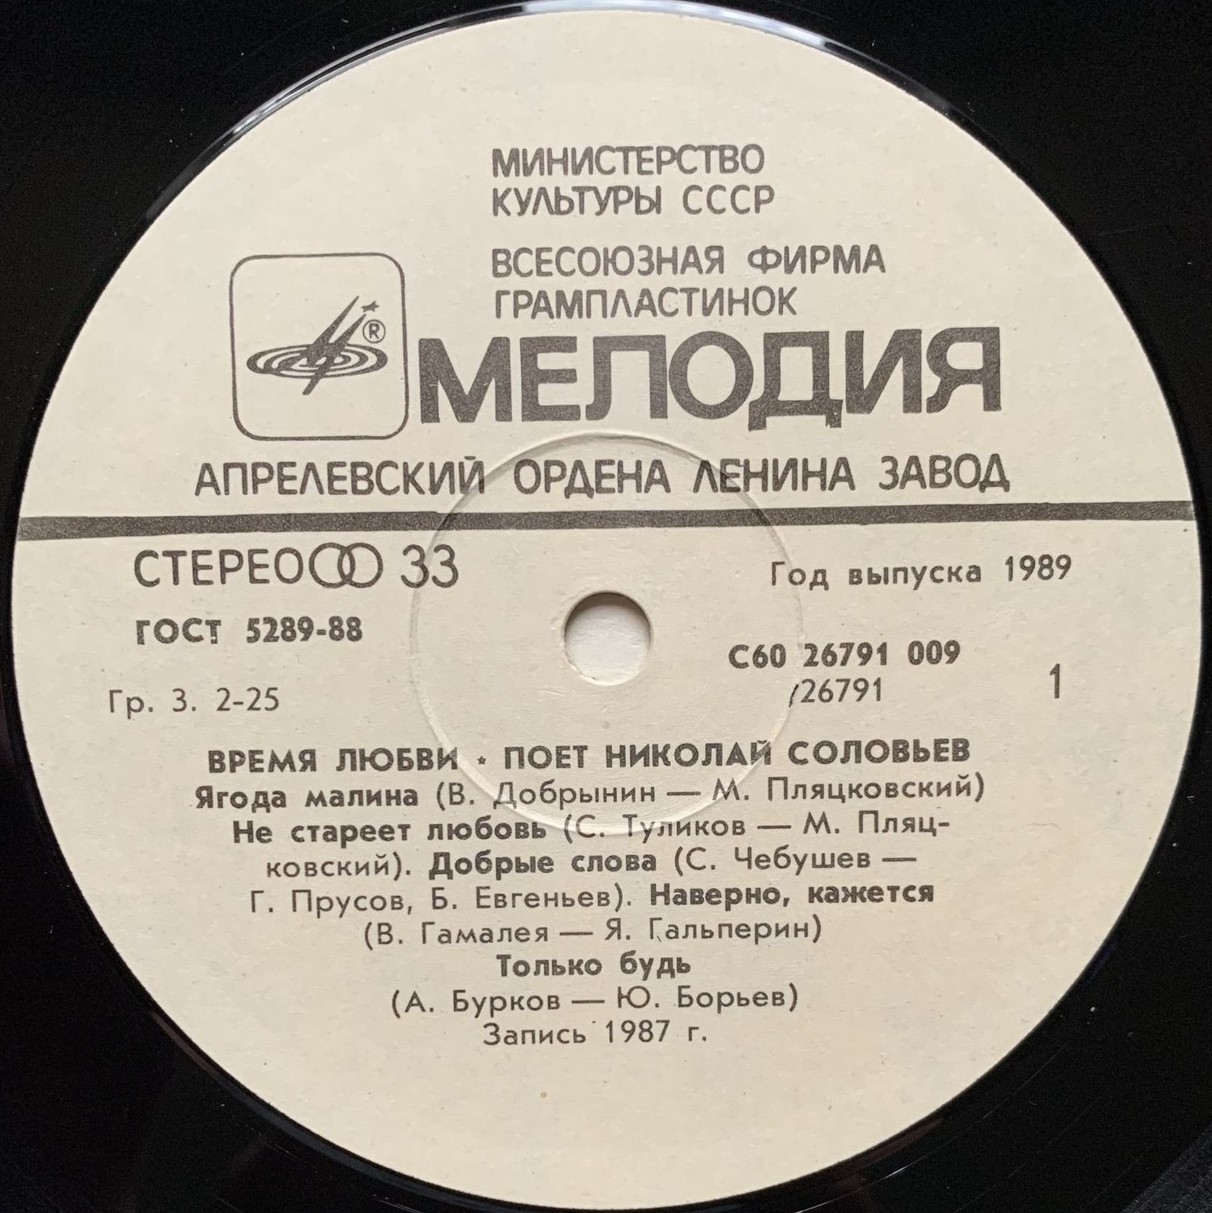 МИНИСТЕРСТВО
КУЛЬТУРЫ СССР
ВСЕСОЮЗНАЯ ФИРМА
ГРАМПЛАСТИНОК
®
МЕЛОДИЯ
АПРЕЛЕВСКИЙ ОРДЕНА ЛЕНИНА ЗАВОД
СТЕРЕО 33
Год выпуска 1989
ГОСТ 5289-88
С60 26791 009
Гр. 3. 2-25
/26791
1
ВРЕМЯ ЛЮБВИ ⋆ ПОЕТ НИКОЛАЙ СОЛОВЬЕВ
Ягода малина (В. Добрынин — М. Пляцковский)
Не стареет любовь (С. Туликов — М. Пляц-
ковский). Добрые слова (С. Чебушев —
Г. Прусов, Б. Евгеньев). Наверно, кажется
(В. Гамалея — Я. Гальперин)
Только будь
(А. Бурков — Ю. Борьев)
Запись 1987 г.